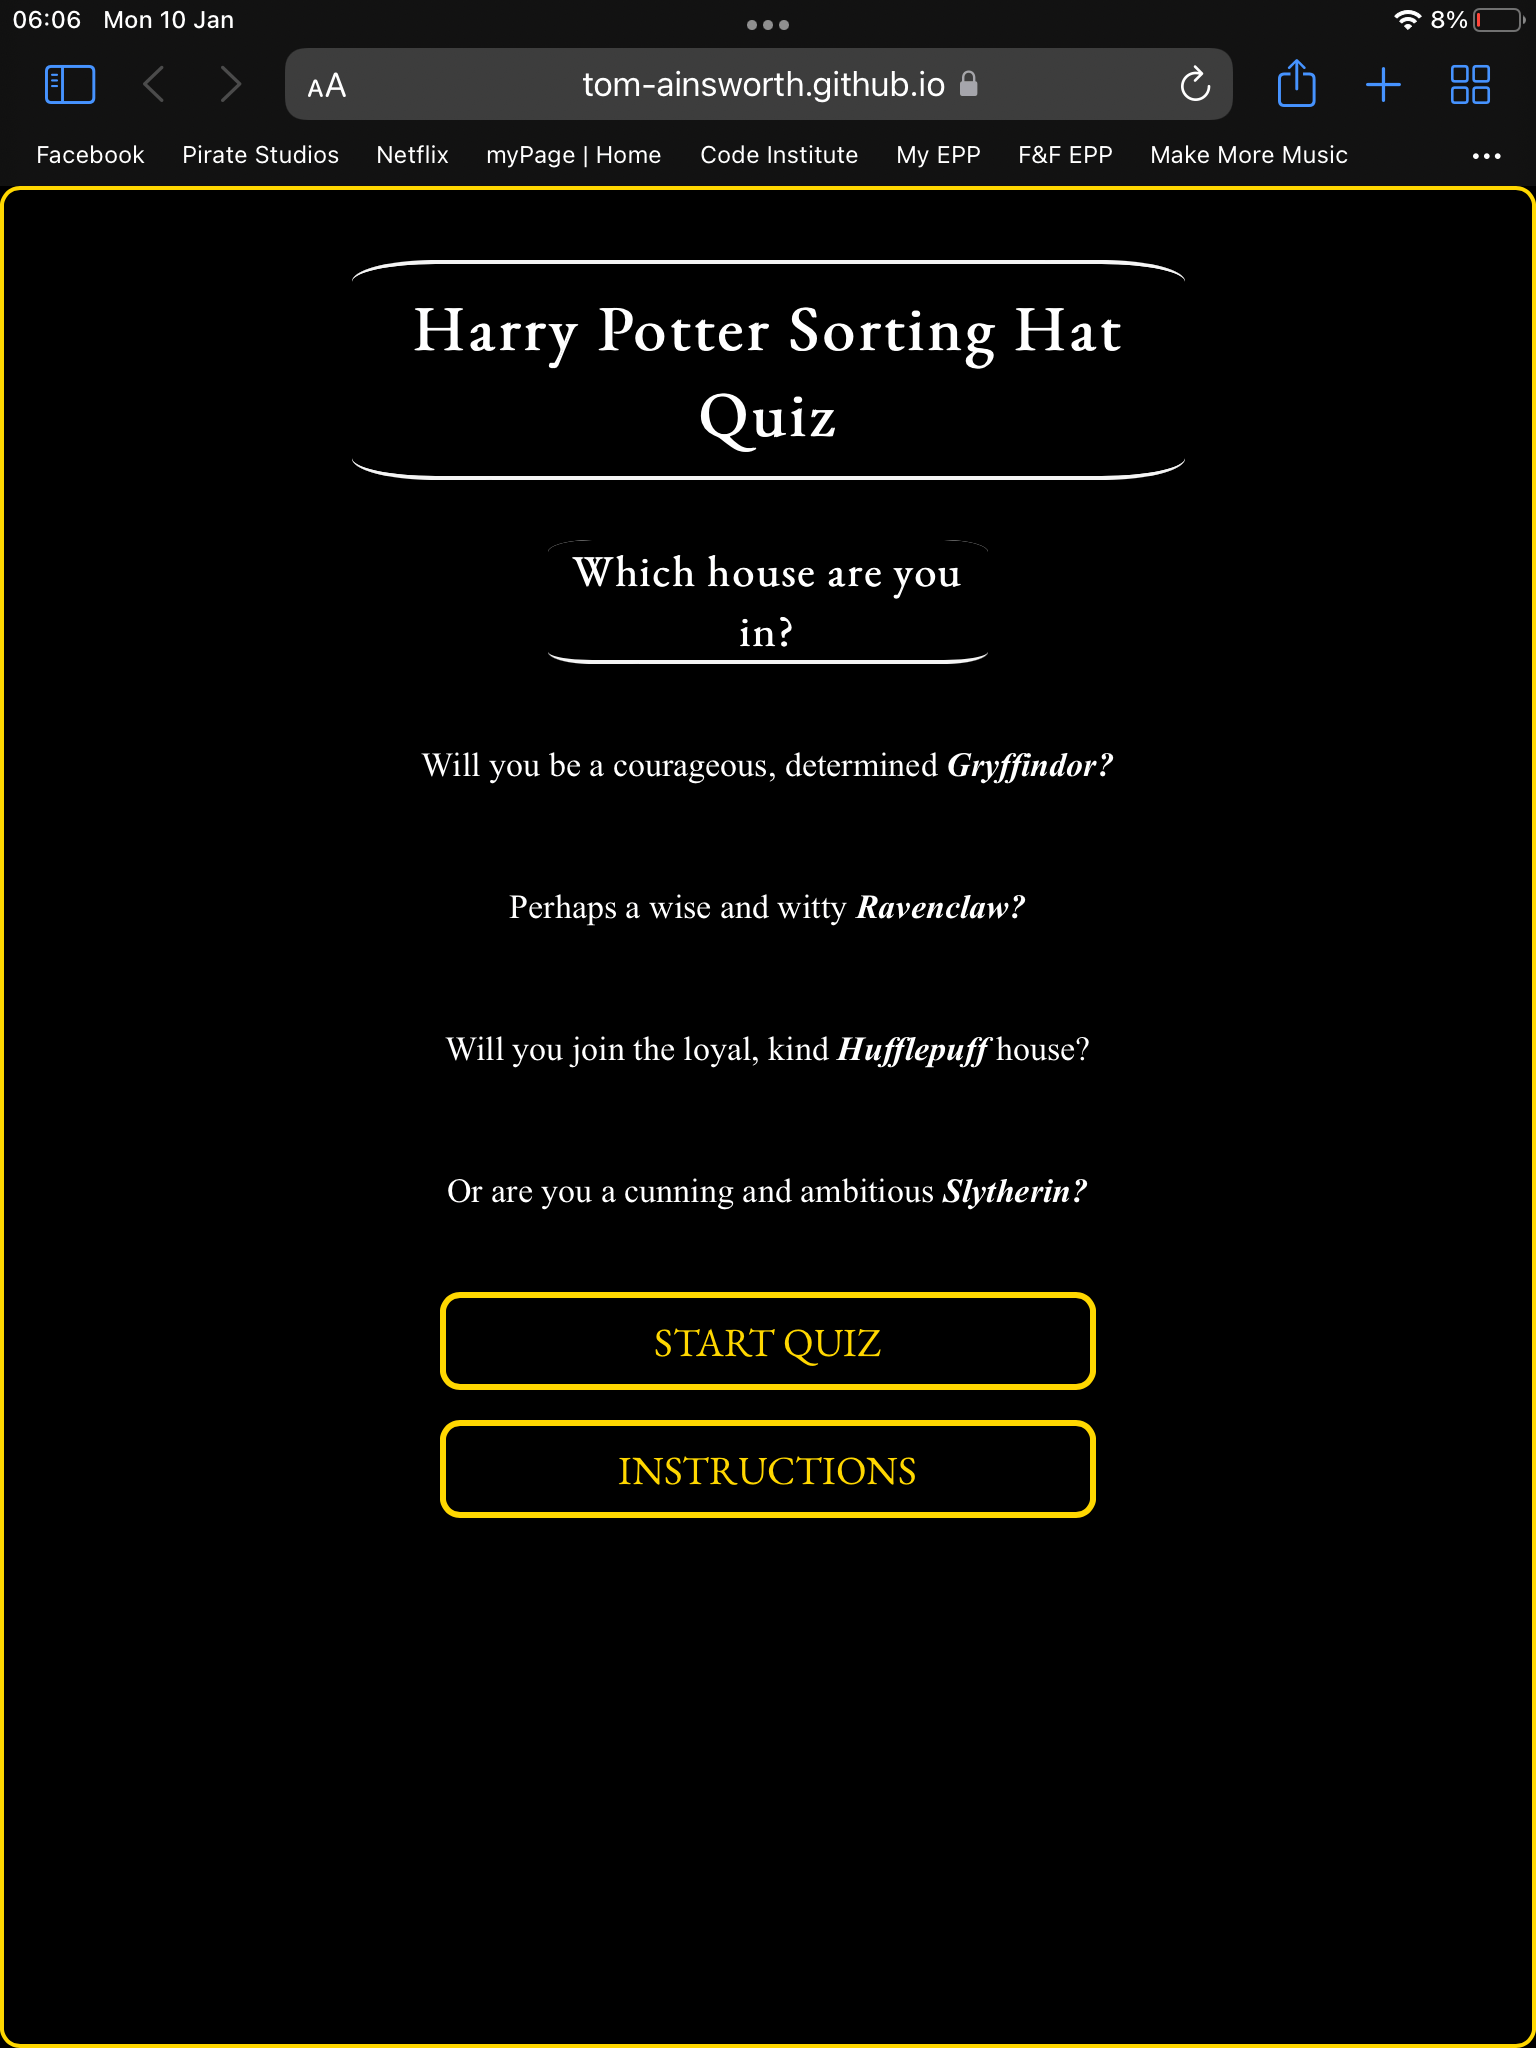 06:06 Mon 10 Jan
8%
AA tom-ainsworth.github.io
Facebook Pirate Studios Netflix myPage | Home Code Institute My EPP F&F EPP Make More Music
Harry Potter Sorting Hat
Quiz
Which house are you
in?
Will you be a courageous, determined Gryffindor?
Perhaps a wise and witty Ravenclaw?
Will you join the loyal, kind Hufflepuff house?
Or are you a cunning and ambitious Slytherin?
START QUIZ
INSTRUCTIONS